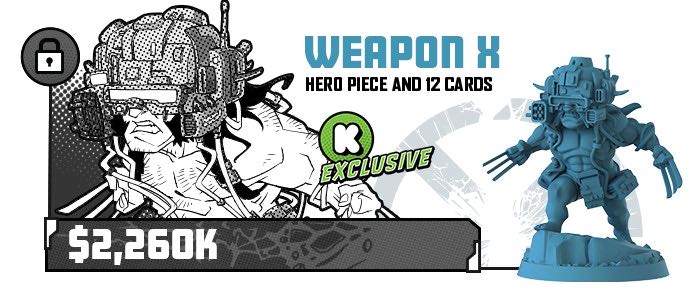 WEAPON X
HERO PIECE AND 12 CARDS
K
EXCLUSIVE
$2,260K